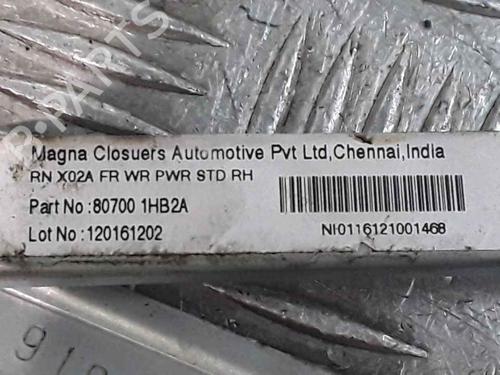 Magna Closuers Automotive Pvt Ltd,Chennai,India
RN X02A FR WR PWR STD RH
Part No :80700 1HB2A
Lot No :120161202
NI0116121001468